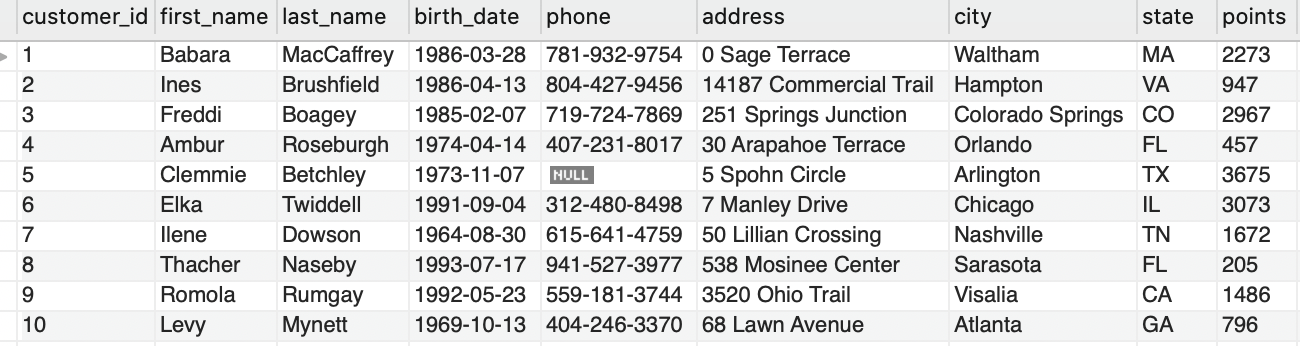 customer_id first_name last_name birth_date phone address city state points
1 Babara MacCaffrey 1986-03-28 781-932-9754 0 Sage Terrace Waltham MA 2273
2 Ines Brushfield 1986-04-13 804-427-9456 14187 Commercial Trail Hampton VA 947
3 Freddi Boagey 1985-02-07 719-724-7869 251 Springs Junction Colorado Springs CO 2967
4 Ambur Roseburgh 1974-04-14 407-231-8017 30 Arapahoe Terrace Orlando FL 457
5 Clemmie Betchley 1973-11-07 NULL 5 Spohn Circle Arlington TX 3675
6 Elka Twiddell 1991-09-04 312-480-8498 7 Manley Drive Chicago IL 3073
7 Ilene Dowson 1964-08-30 615-641-4759 50 Lillian Crossing Nashville TN 1672
8 Thacher Naseby 1993-07-17 941-527-3977 538 Mosinee Center Sarasota FL 205
9 Romola Rumgay 1992-05-23 559-181-3744 3520 Ohio Trail Visalia CA 1486
10 Levy Mynett 1969-10-13 404-246-3370 68 Lawn Avenue Atlanta GA 796